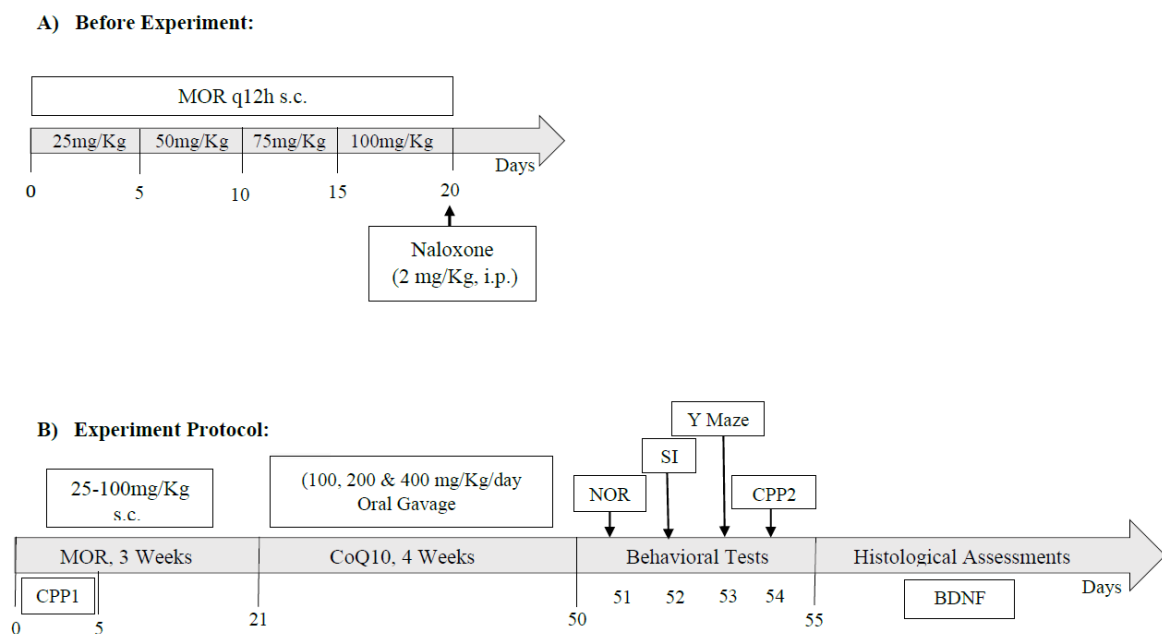 A) Before Experiment:
MOR q12h s.c.
25mg/Kg 50mg/Kg 75mg/Kg 100mg/Kg
Days
0 5 10 15 20
Naloxone
(2 mg/Kg, i.p.)
B) Experiment Protocol:
Y Maze
SI
25-100mg/Kg
s.c.
(100, 200 & 400 mg/Kg/day
Oral Gavage
NOR
CPP2
MOR, 3 Weeks
CoQ10, 4 Weeks
Behavioral Tests
Histological Assessments
Days
CPP1
51 52 53 54
BDNF
0 5 21 50 55